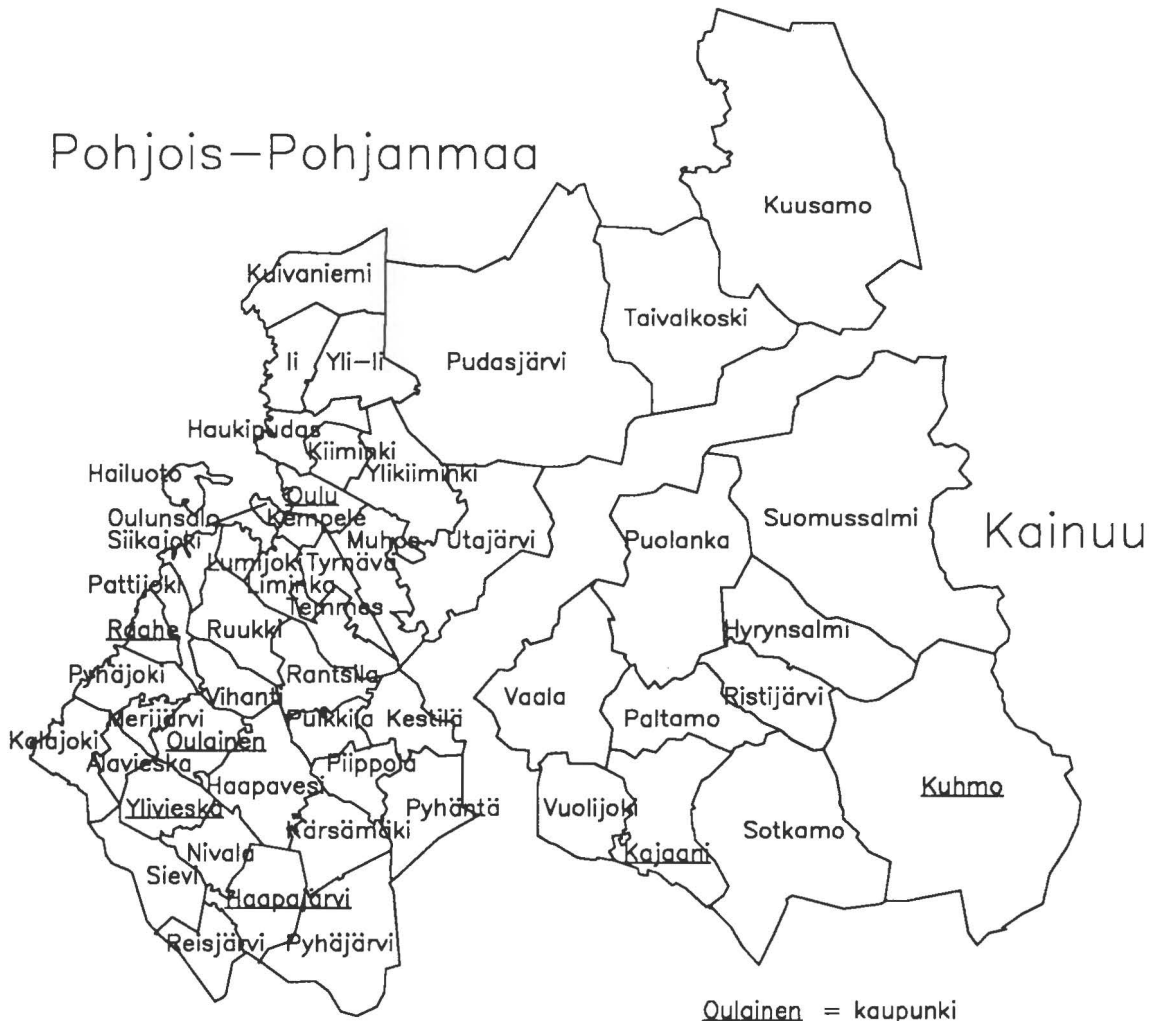 Pohjois-Pohjanmaa
Kuusamo
Kuivaniemi
Taivalkoski
Ii
Yli-Ii
Pudasjärvi
Haukipudas
Kiiminki
Hailuoto
Ylikiiminki
Oulu
Oulunsalo
Kempele
Suomussalmi
Kainuu
Siikajoki
Muhos
Utajärvi
Puolanka
Lumijoki
Tyrnävä
Pattijoki
Liminka
Temmes
Raahe
Ruukki
Hyrynsalmi
Pyhäjoki
Rantsila
Vihanti
Vaala
Ristijärvi
Merijärvi
Pulkkila
Kestilä
Paltamo
Kalajoki
Oulainen
Alavieska
Piippola
Haapavesi
Kuhmo
Ylivieska
Pyhäntä
Vuolijoki
Kärsämäki
Sotkamo
Nivala
Kajaani
Sievi
Haapajärvi
Reisjärvi
Pyhäjärvi
Oulainen = kaupunki